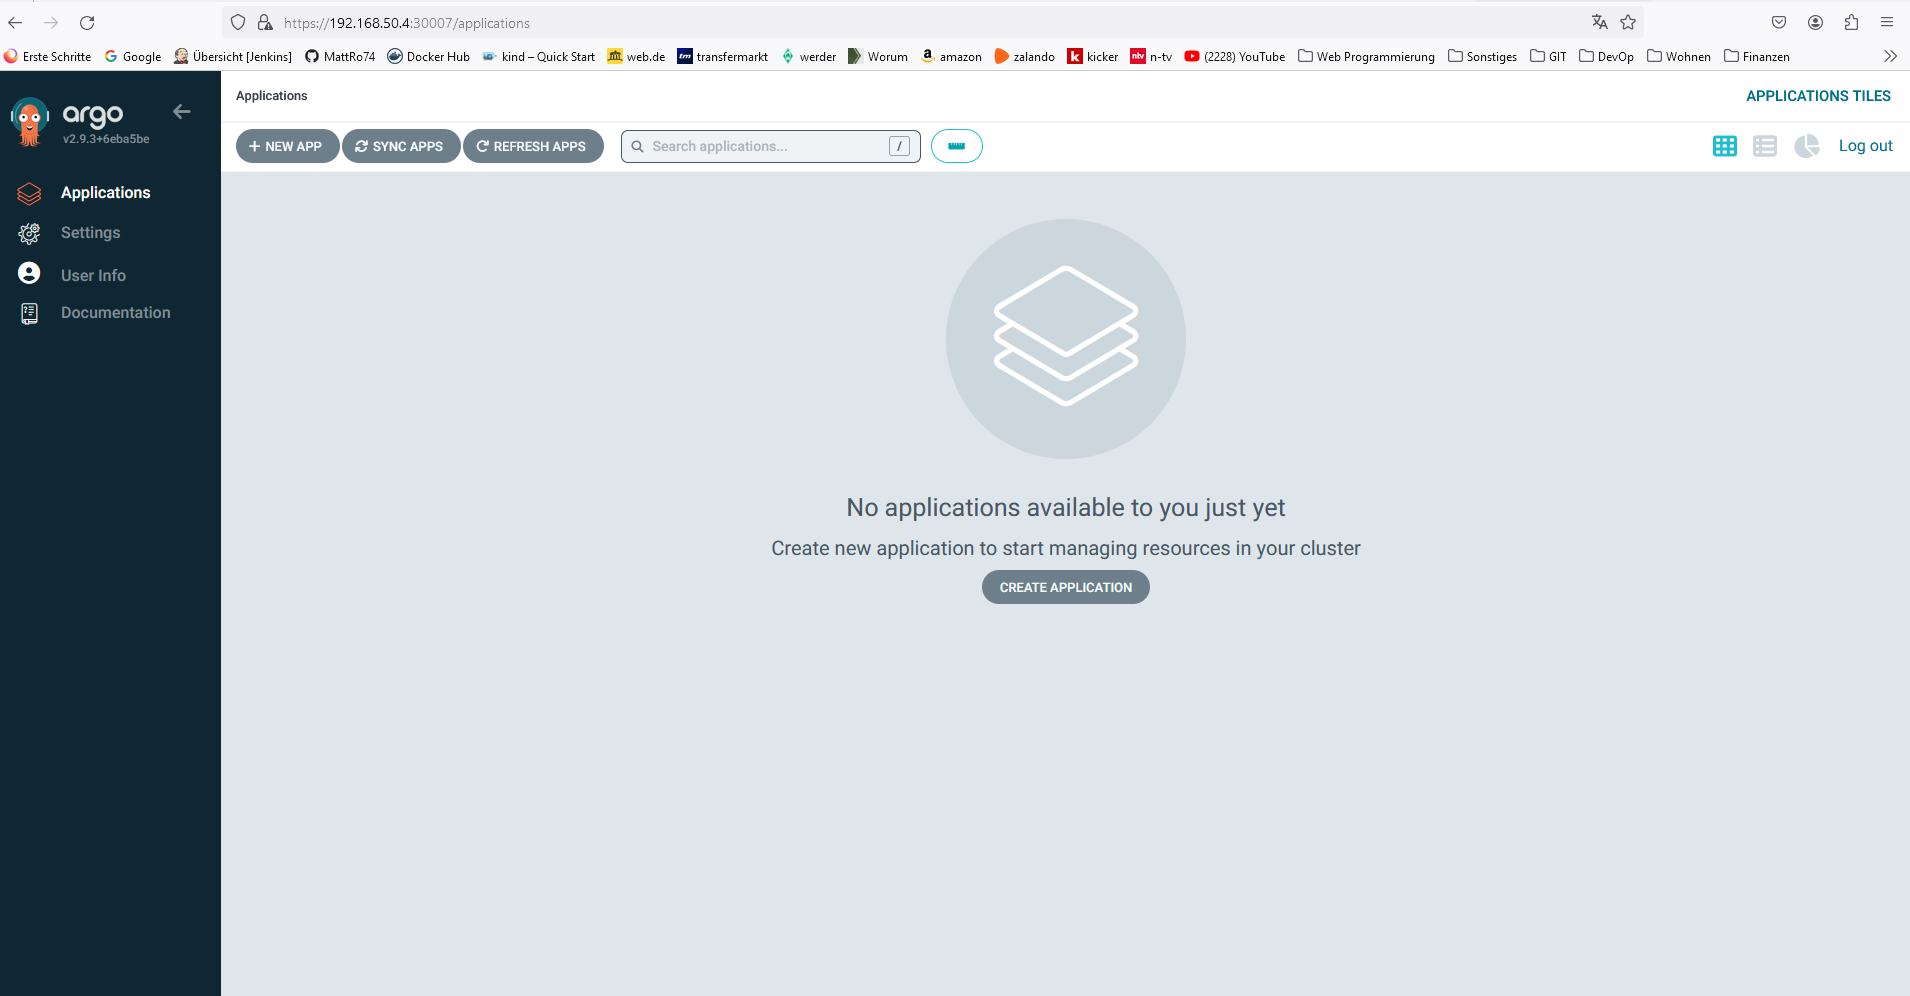 https://192.168.50.4:30007/applications
Erste Schritte Google Übersicht [Jenkins] MattRo74 Docker Hub kind – Quick Start web.de tm transfermarkt werder Worum a amazon zalando k kicker ntv n-tv (2228) YouTube Web Programmierung Sonstiges GIT DevOp Wohnen Finanzen
argo
v2.9.3+6eba5be
Applications
Settings
User Info
Documentation
Applications
APPLICATIONS TILES
+ NEW APP SYNC APPS REFRESH APPS Search applications... / Log out
No applications available to you just yet
Create new application to start managing resources in your cluster
CREATE APPLICATION